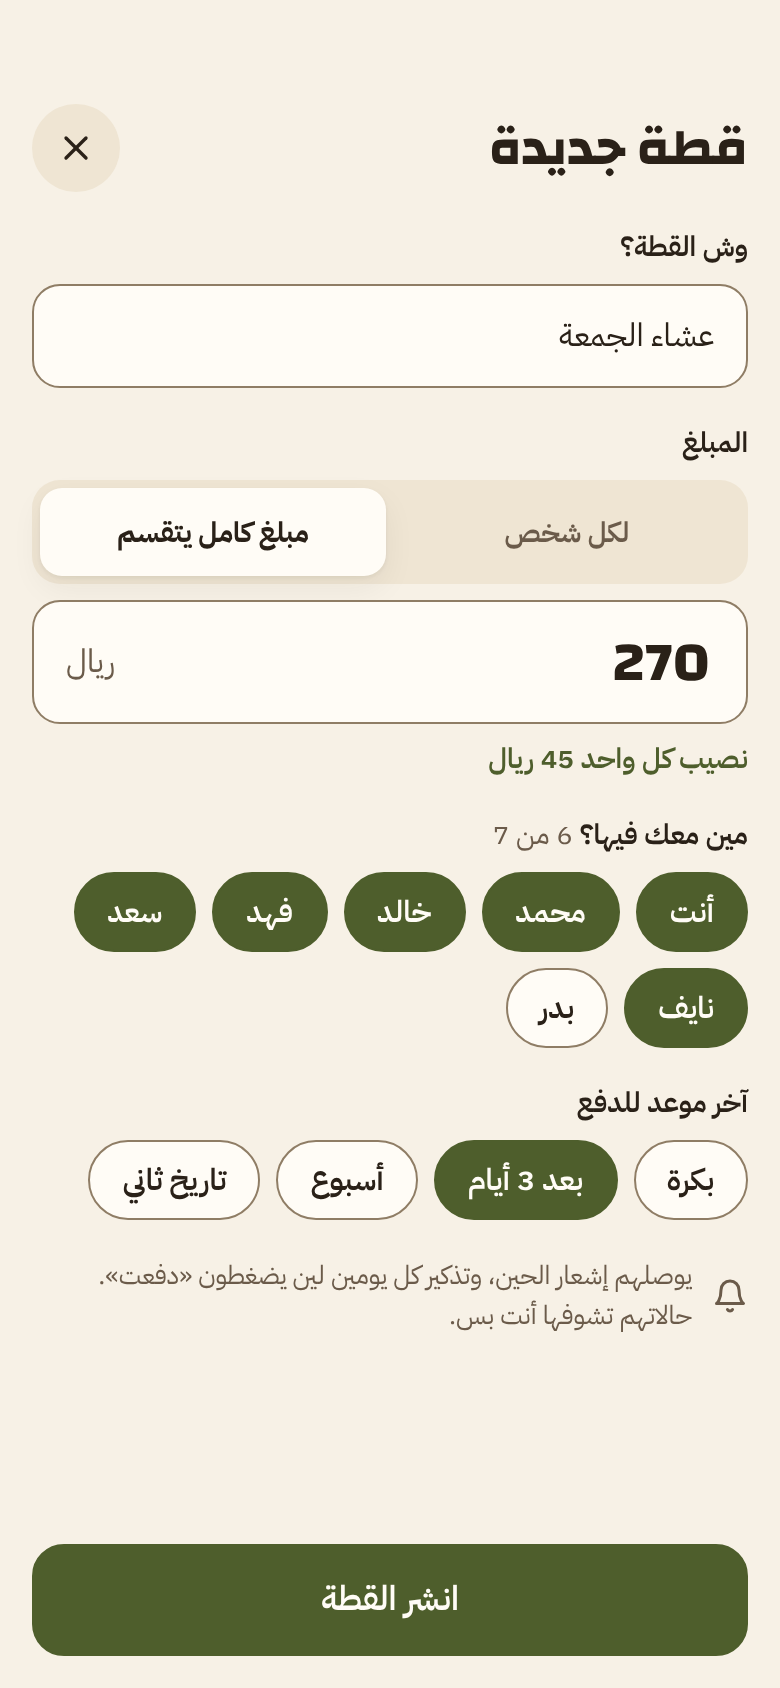 قطة جديدة
وش القطة؟
عشاء الجمعة
المبلغ
لكل شخص مبلغ كامل يتقسم
270 ريال
نصيب كل واحد 45 ريال
مين معك فيها؟ 6 من 7
أنت محمد خالد فهد سعد
نايف بدر
آخر موعد للدفع
بكرة بعد 3 أيام أسبوع تاريخ ثاني
يوصلهم إشعار الحين، وتذكير كل يومين لين يضغطون «دفعت».
حالاتهم تشوفها أنت بس.
انشر القطة